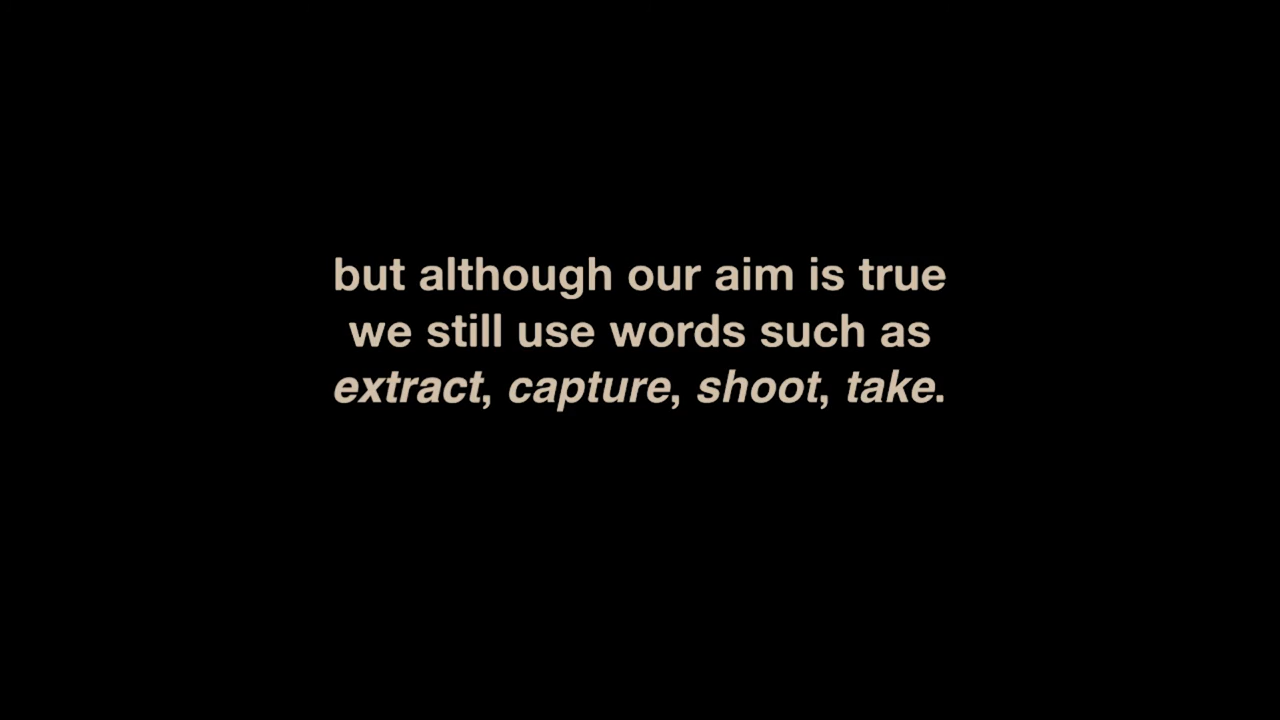 but although our aim is true
we still use words such as
extract, capture, shoot, take.